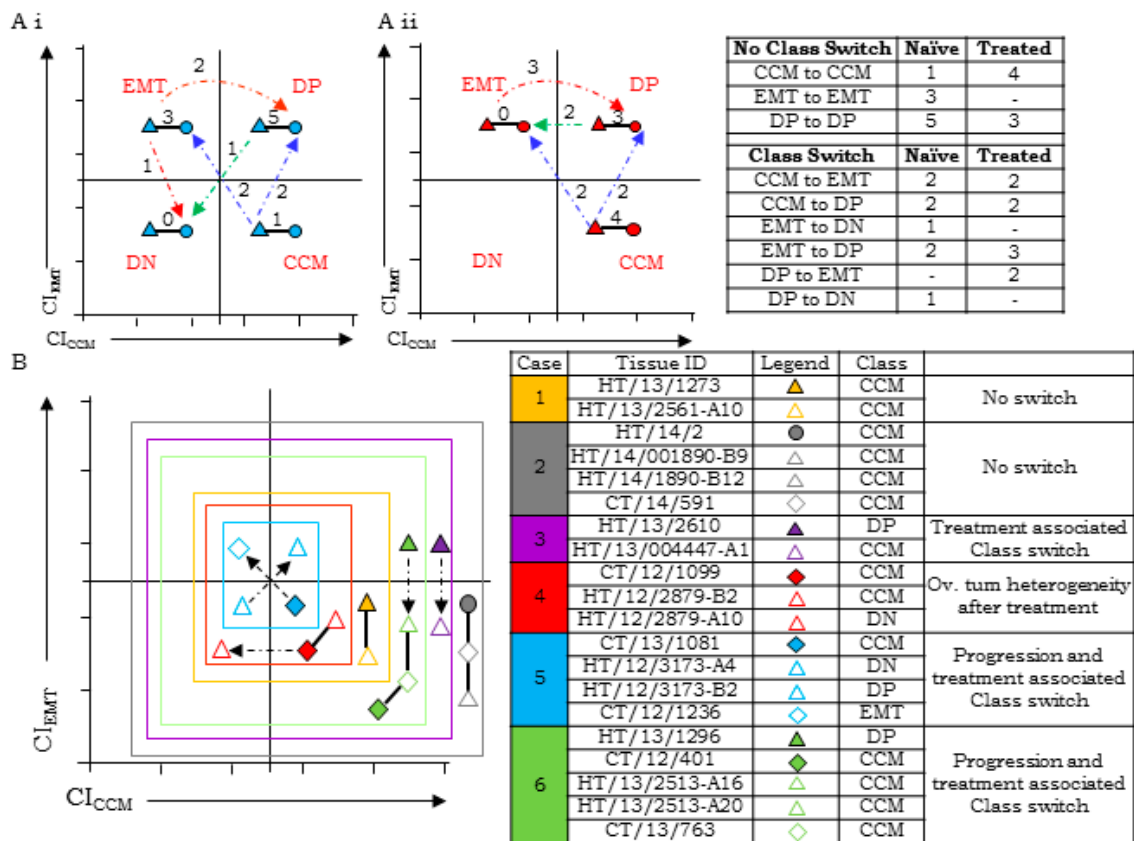 A i
A ii
2
EMT
DP
3
5
1
1
2
2
0
1
DN
CCM
CI_EMT
CI_CCM
3
EMT
DP
0
2
3
2
2
4
DN
CCM
CI_EMT
CI_CCM
No Class Switch Naïve Treated
CCM to CCM 1 4
EMT to EMT 3 -
DP to DP 5 3
Class Switch Naïve Treated
CCM to EMT 2 2
CCM to DP 2 2
EMT to DN 1 -
EMT to DP 2 3
DP to EMT - 2
DP to DN 1 -
B
CI_EMT
CI_CCM
Case Tissue ID Legend Class
1
HT/13/1273 CCM
HT/13/2561-A10 CCM
No switch
2
HT/14/2 CCM
HT/14/001890-B9 CCM
HT/14/1890-B12 CCM
CT/14/591 CCM
No switch
3
HT/13/2610 DP
HT/13/004447-A1 CCM
Treatment associated
Class switch
4
CT/12/1099 CCM
HT/12/2879-B2 CCM
HT/12/2879-A10 DN
Ov. tum heterogeneity
after treatment
5
CT/13/1081 CCM
HT/12/3173-A4 DN
HT/12/3173-B2 DP
CT/12/1236 EMT
Progression and
treatment associated
Class switch
6
HT/13/1296 DP
CT/12/401 CCM
HT/13/2513-A16 CCM
HT/13/2513-A20 CCM
CT/13/763 CCM
Progression and
treatment associated
Class switch